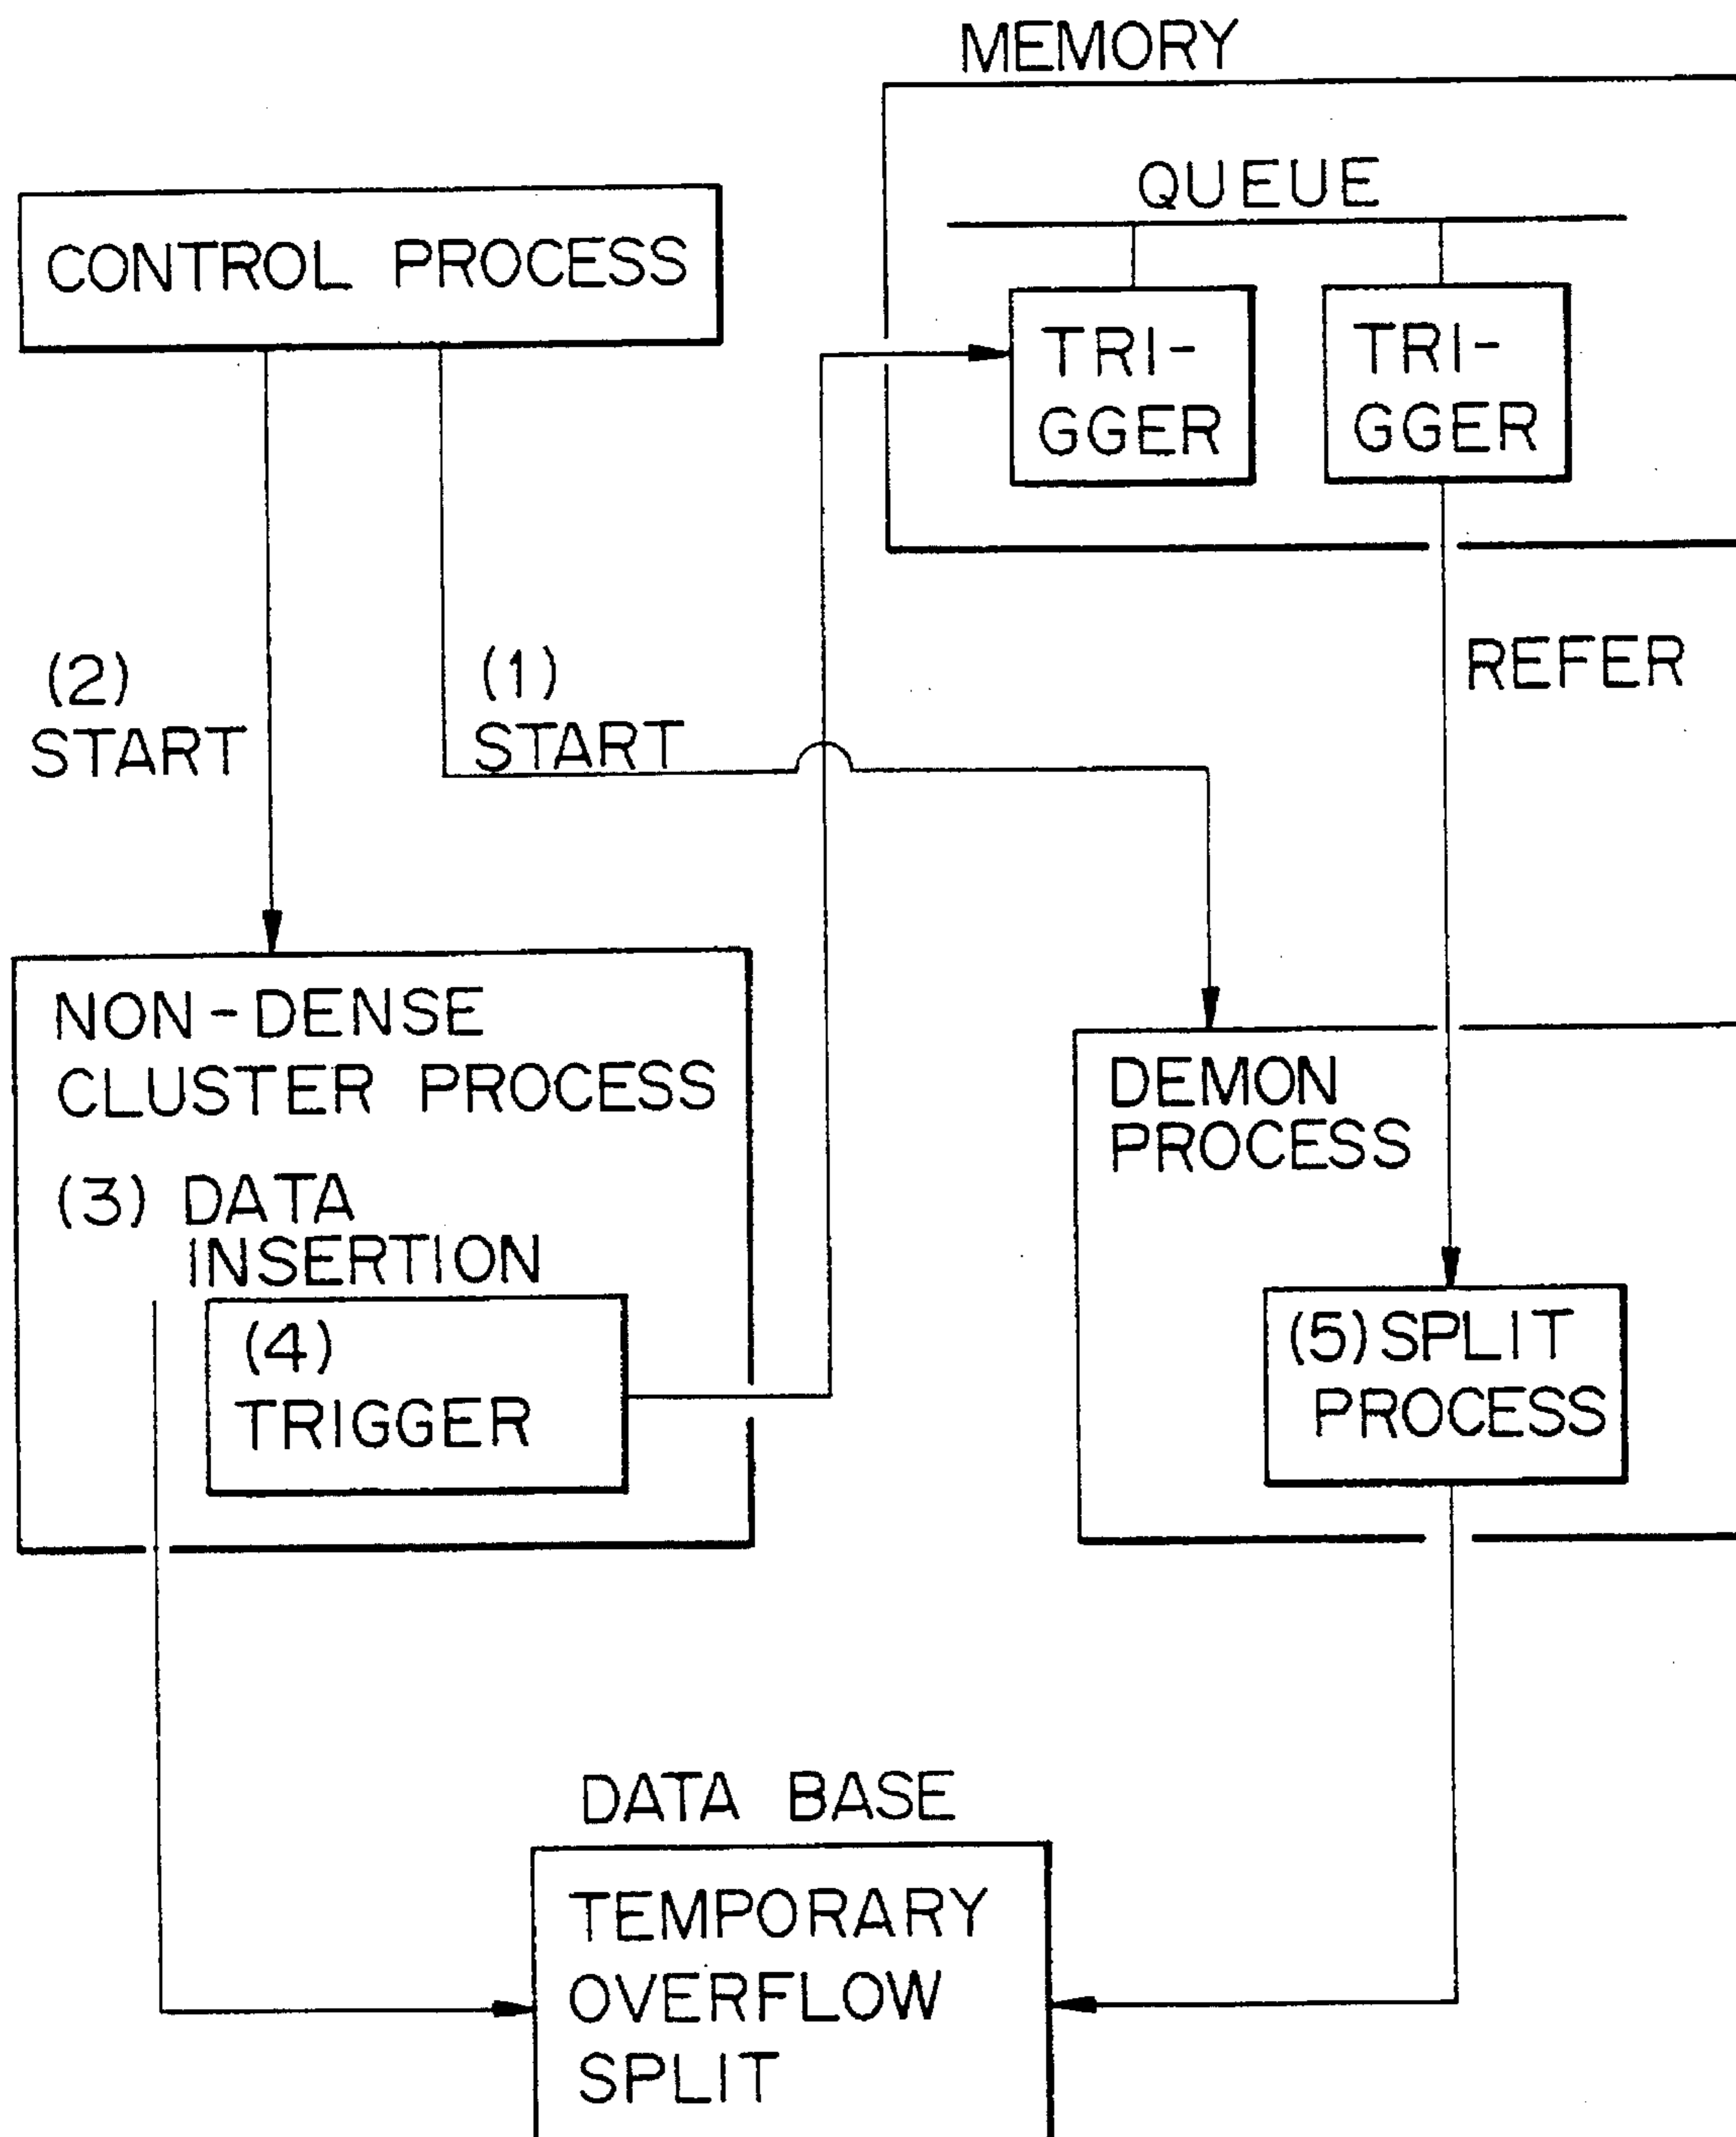 MEMORY
QUEUE
CONTROL PROCESS
TRI-
GGER
TRI-
GGER
(2)
START
(1)
START
REFER
NON-DENSE
CLUSTER PROCESS
(3) DATA
INSERTION
(4)
TRIGGER
DEMON
PROCESS
(5) SPLIT
PROCESS
DATA BASE
TEMPORARY
OVERFLOW
SPLIT